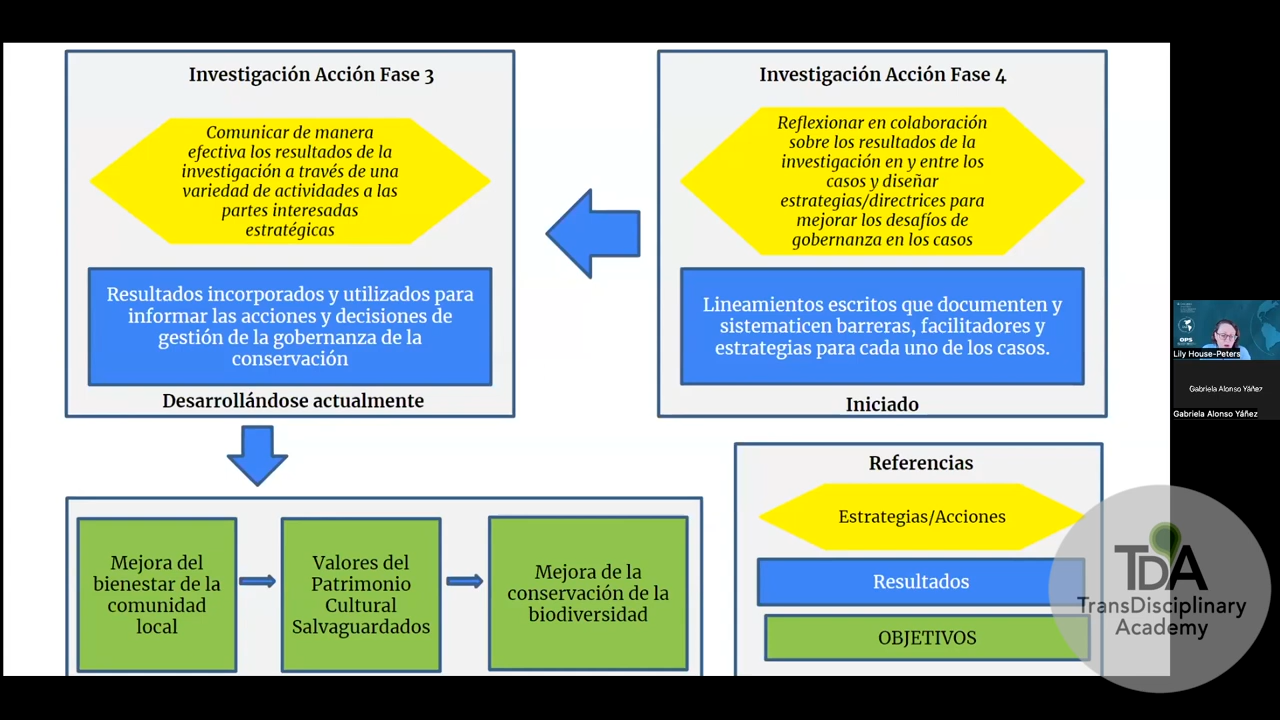 Investigación Acción Fase 3
Comunicar de manera
efectiva los resultados de la
investigación a través de una
variedad de actividades a las
partes interesadas
estratégicas
Resultados incorporados y utilizados para
informar las acciones y decisiones de
gestión de la gobernanza de la
conservación
Desarrollándose actualmente
Investigación Acción Fase 4
Reflexionar en colaboración
sobre los resultados de la
investigación en y entre los
casos y diseñar
estrategias/directrices para
mejorar los desafíos de
gobernanza en los casos
Lineamientos escritos que documenten y
sistematicen barreras, facilitadores y
estrategias para cada uno de los casos.
Iniciado
Mejora del
bienestar de la
comunidad
local
Valores del
Patrimonio
Cultural
Salvaguardados
Mejora de la
conservación de la
biodiversidad
Referencias
Estrategias/Acciones
Resultados
OBJETIVOS
OPS
Lily House-Peters
Gabriela Alonso Yáñez
Gabriela Alonso Yáñez
TDA
TransDisciplinary
Academy